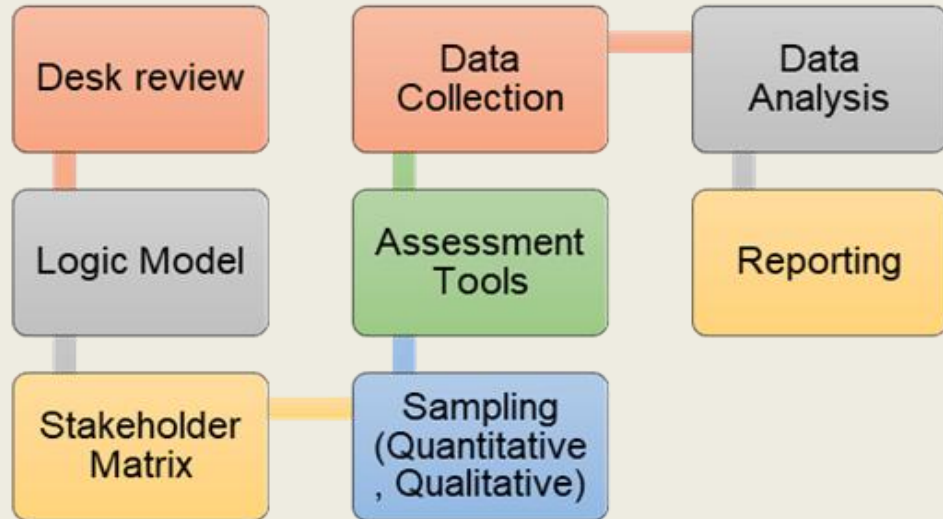 Desk review
Logic Model
Stakeholder
Matrix
Sampling
(Quantitative
, Qualitative)
Assessment
Tools
Data
Collection
Data
Analysis
Reporting